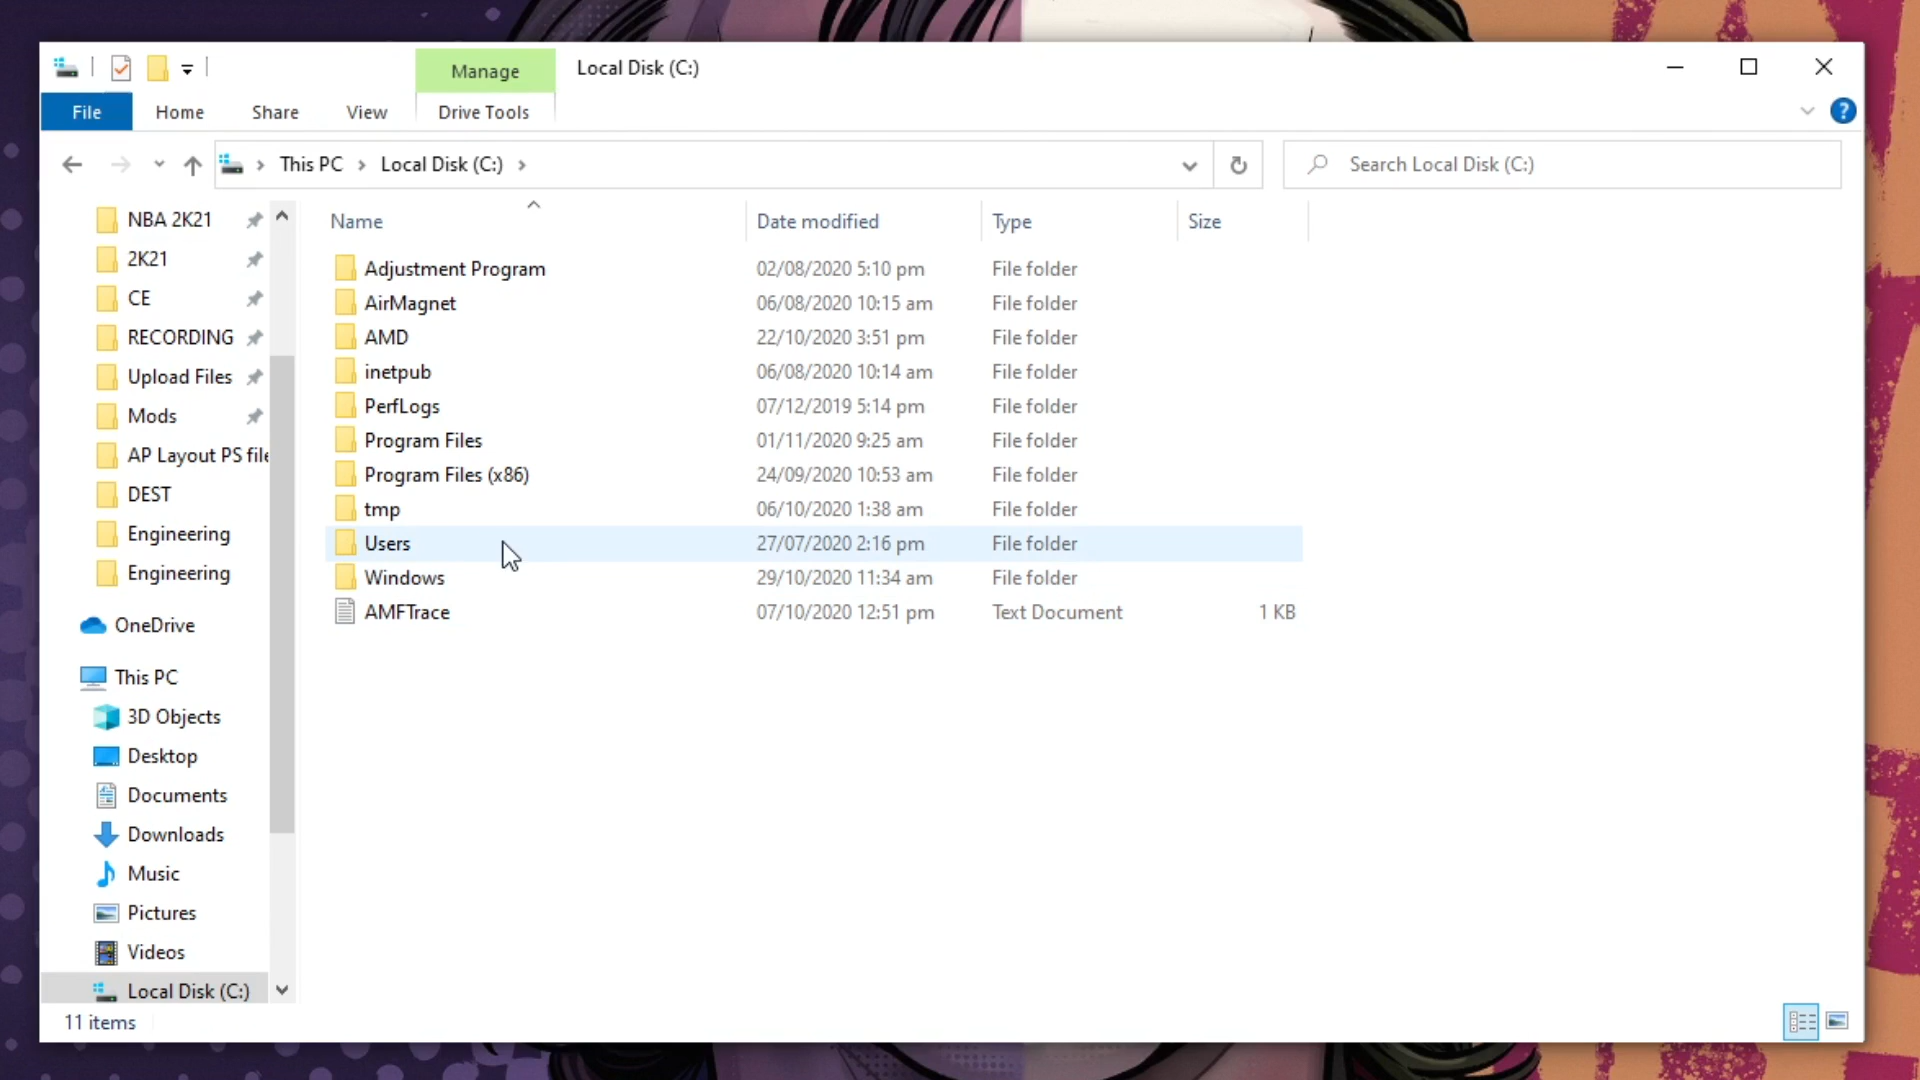 Manage
Local Disk (C:)
File
Home
Share
View
Drive Tools
?
This PC
Local Disk (C:)
Search Local Disk (C:)
NBA 2K21
2K21
CE
RECORDING
Upload Files
Mods
AP Layout PS file
DEST
Engineering
Engineering
OneDrive
This PC
3D Objects
Desktop
Documents
Downloads
Music
Pictures
Videos
Local Disk (C:)
Name Date modified Type Size
Adjustment Program 02/08/2020 5:10 pm File folder
AirMagnet 06/08/2020 10:15 am File folder
AMD 22/10/2020 3:51 pm File folder
inetpub 06/08/2020 10:14 am File folder
PerfLogs 07/12/2019 5:14 pm File folder
Program Files 01/11/2020 9:25 am File folder
Program Files (x86) 24/09/2020 10:53 am File folder
tmp 06/10/2020 1:38 am File folder
Users 27/07/2020 2:16 pm File folder
Windows 29/10/2020 11:34 am File folder
AMFTrace 07/10/2020 12:51 pm Text Document 1 KB
11 items